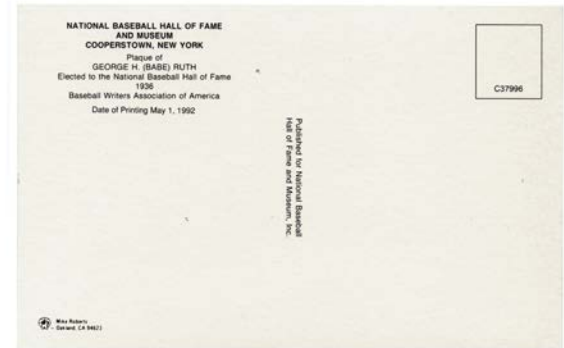 NATIONAL BASEBALL HALL OF FAME
AND MUSEUM
COOPERSTOWN, NEW YORK
Plaque of
GEORGE H. (BABE) RUTH
Elected to the National Baseball Hall of Fame
1936
Baseball Writers Association of America
Date of Printing May 1, 1992
C37996
Published for National Baseball
Hall of Fame and Museum, Inc.
Mike Roberts
Oakland, CA 94623